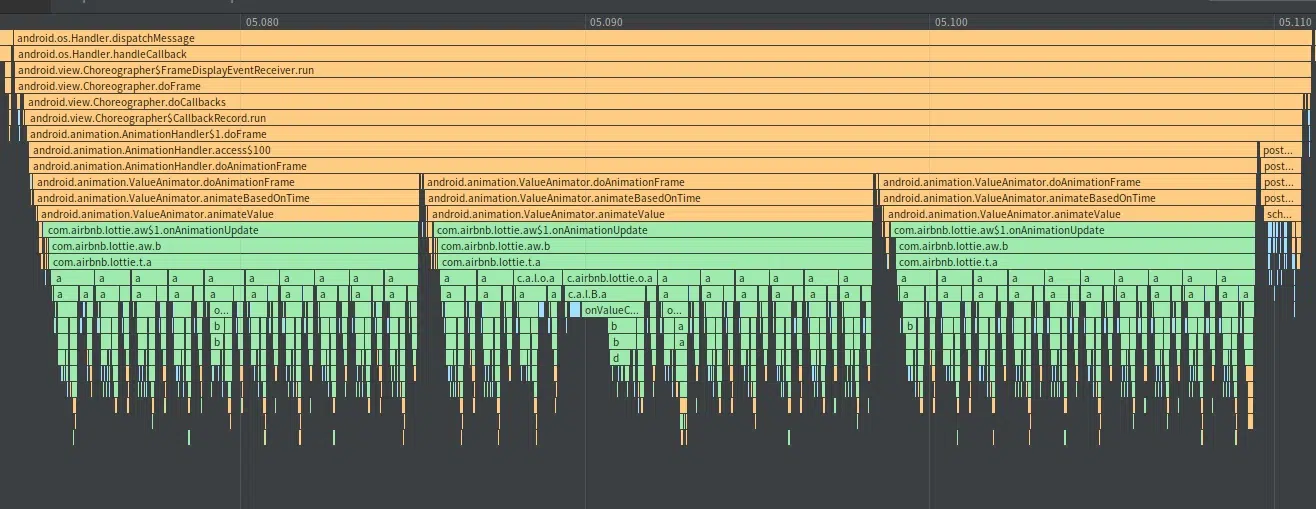 05.080 05.090 05.100 05.110
android.os.Handler.dispatchMessage
android.os.Handler.handleCallback
android.view.Choreographer$FrameDisplayEventReceiver.run
android.view.Choreographer.doFrame
android.view.Choreographer.doCallbacks
android.view.Choreographer$CallbackRecord.run
android.animation.AnimationHandler$1.doFrame
android.animation.AnimationHandler.access$100 post...
android.animation.AnimationHandler.doAnimationFrame post...
android.animation.ValueAnimator.doAnimationFrame android.animation.ValueAnimator.doAnimationFrame android.animation.ValueAnimator.doAnimationFrame post...
android.animation.ValueAnimator.animateBasedOnTime android.animation.ValueAnimator.animateBasedOnTime android.animation.ValueAnimator.animateBasedOnTime post...
android.animation.ValueAnimator.animateValue android.animation.ValueAnimator.animateValue android.animation.ValueAnimator.animateValue sch...
com.airbnb.lottie.aw$1.onAnimationUpdate com.airbnb.lottie.aw$1.onAnimationUpdate com.airbnb.lottie.aw$1.onAnimationUpdate
com.airbnb.lottie.aw.b com.airbnb.lottie.aw.b com.airbnb.lottie.aw.b
com.airbnb.lottie.t.a com.airbnb.lottie.t.a com.airbnb.lottie.t.a
a a a a a a a a a a a a c.a.l.o.a c.airbnb.lottie.o.a a a a a a a a a a a a a a a a
a a a a a a a a a a a a a a c.a.l.B.a a a a a a a a a a a a a a a a a
o... onValueC... o...
b b a b
b b a
d